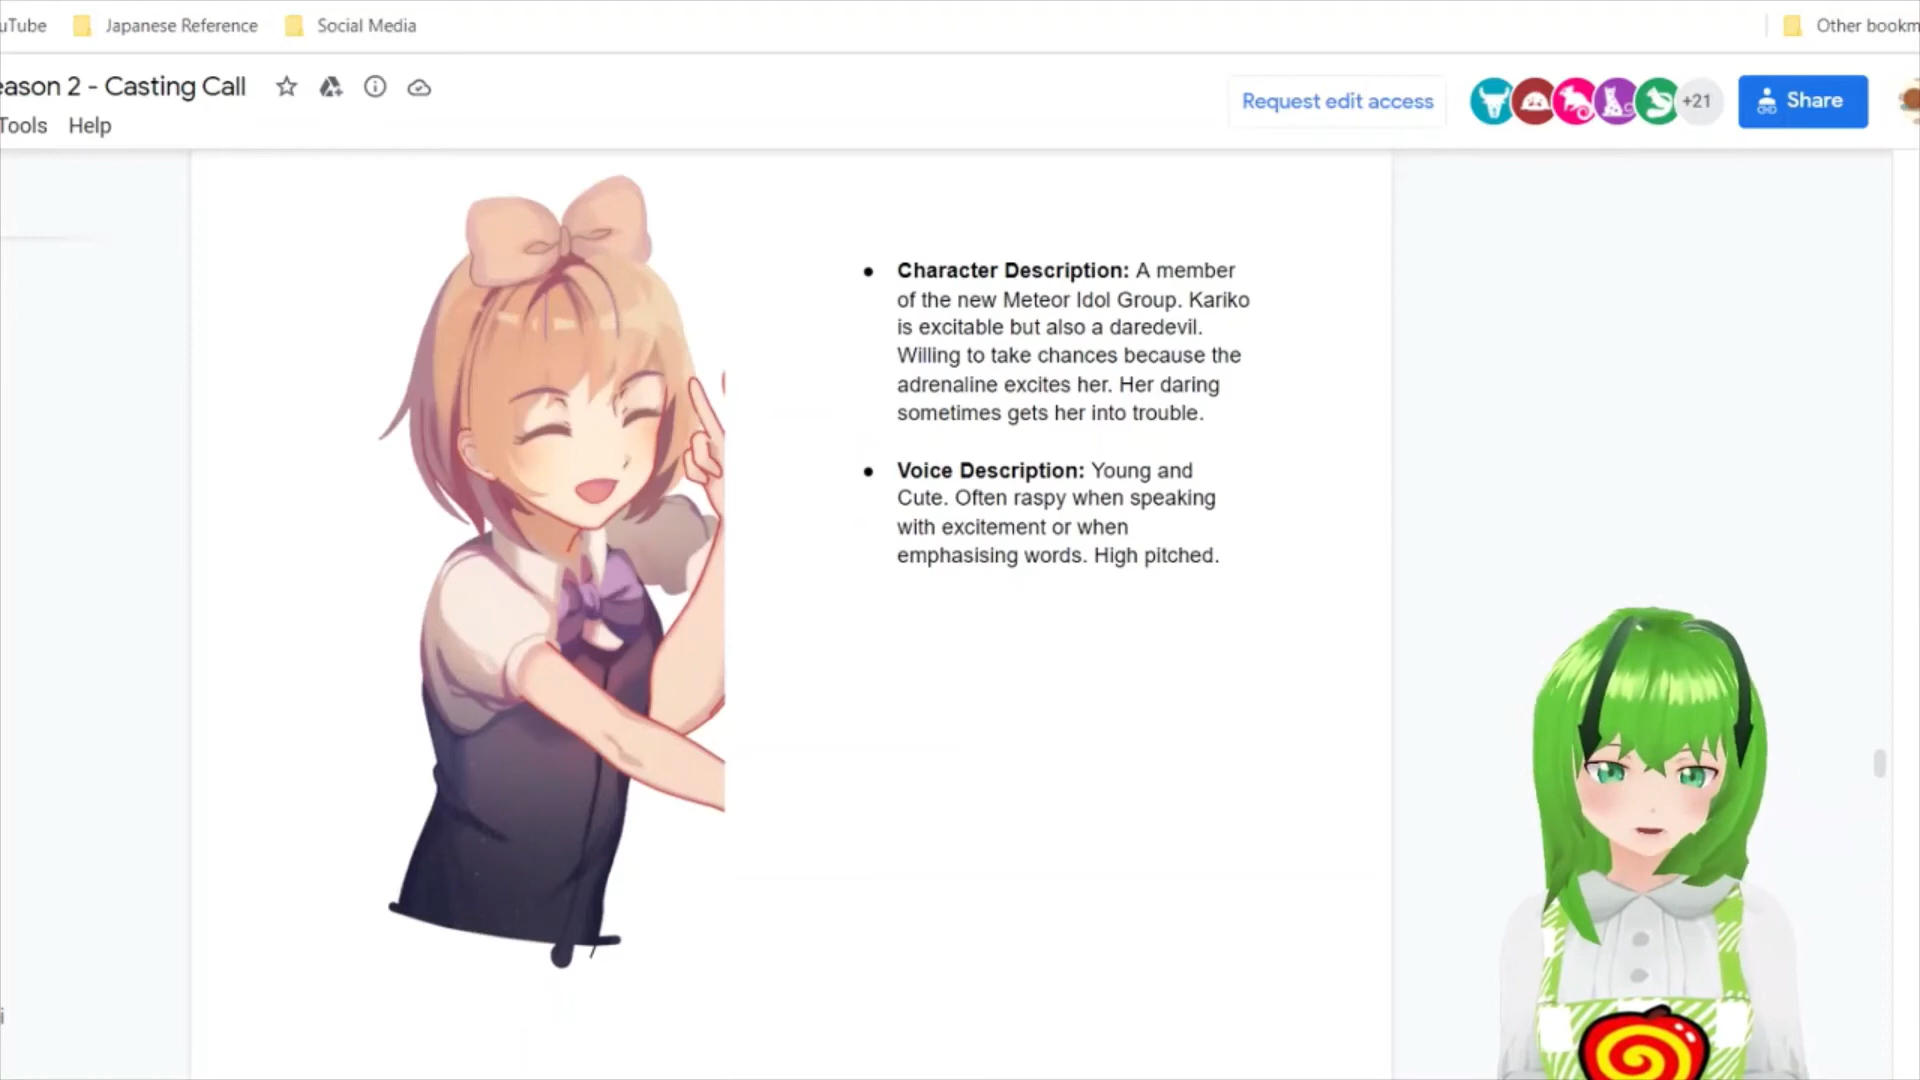 uTube Japanese Reference Social Media Other bookm
eason 2 - Casting Call
Request edit access
+21
Share
Tools Help
● Character Description: A member
of the new Meteor Idol Group. Kariko
is excitable but also a daredevil.
Willing to take chances because the
adrenaline excites her. Her daring
sometimes gets her into trouble.
● Voice Description: Young and
Cute. Often raspy when speaking
with excitement or when
emphasising words. High pitched.
i